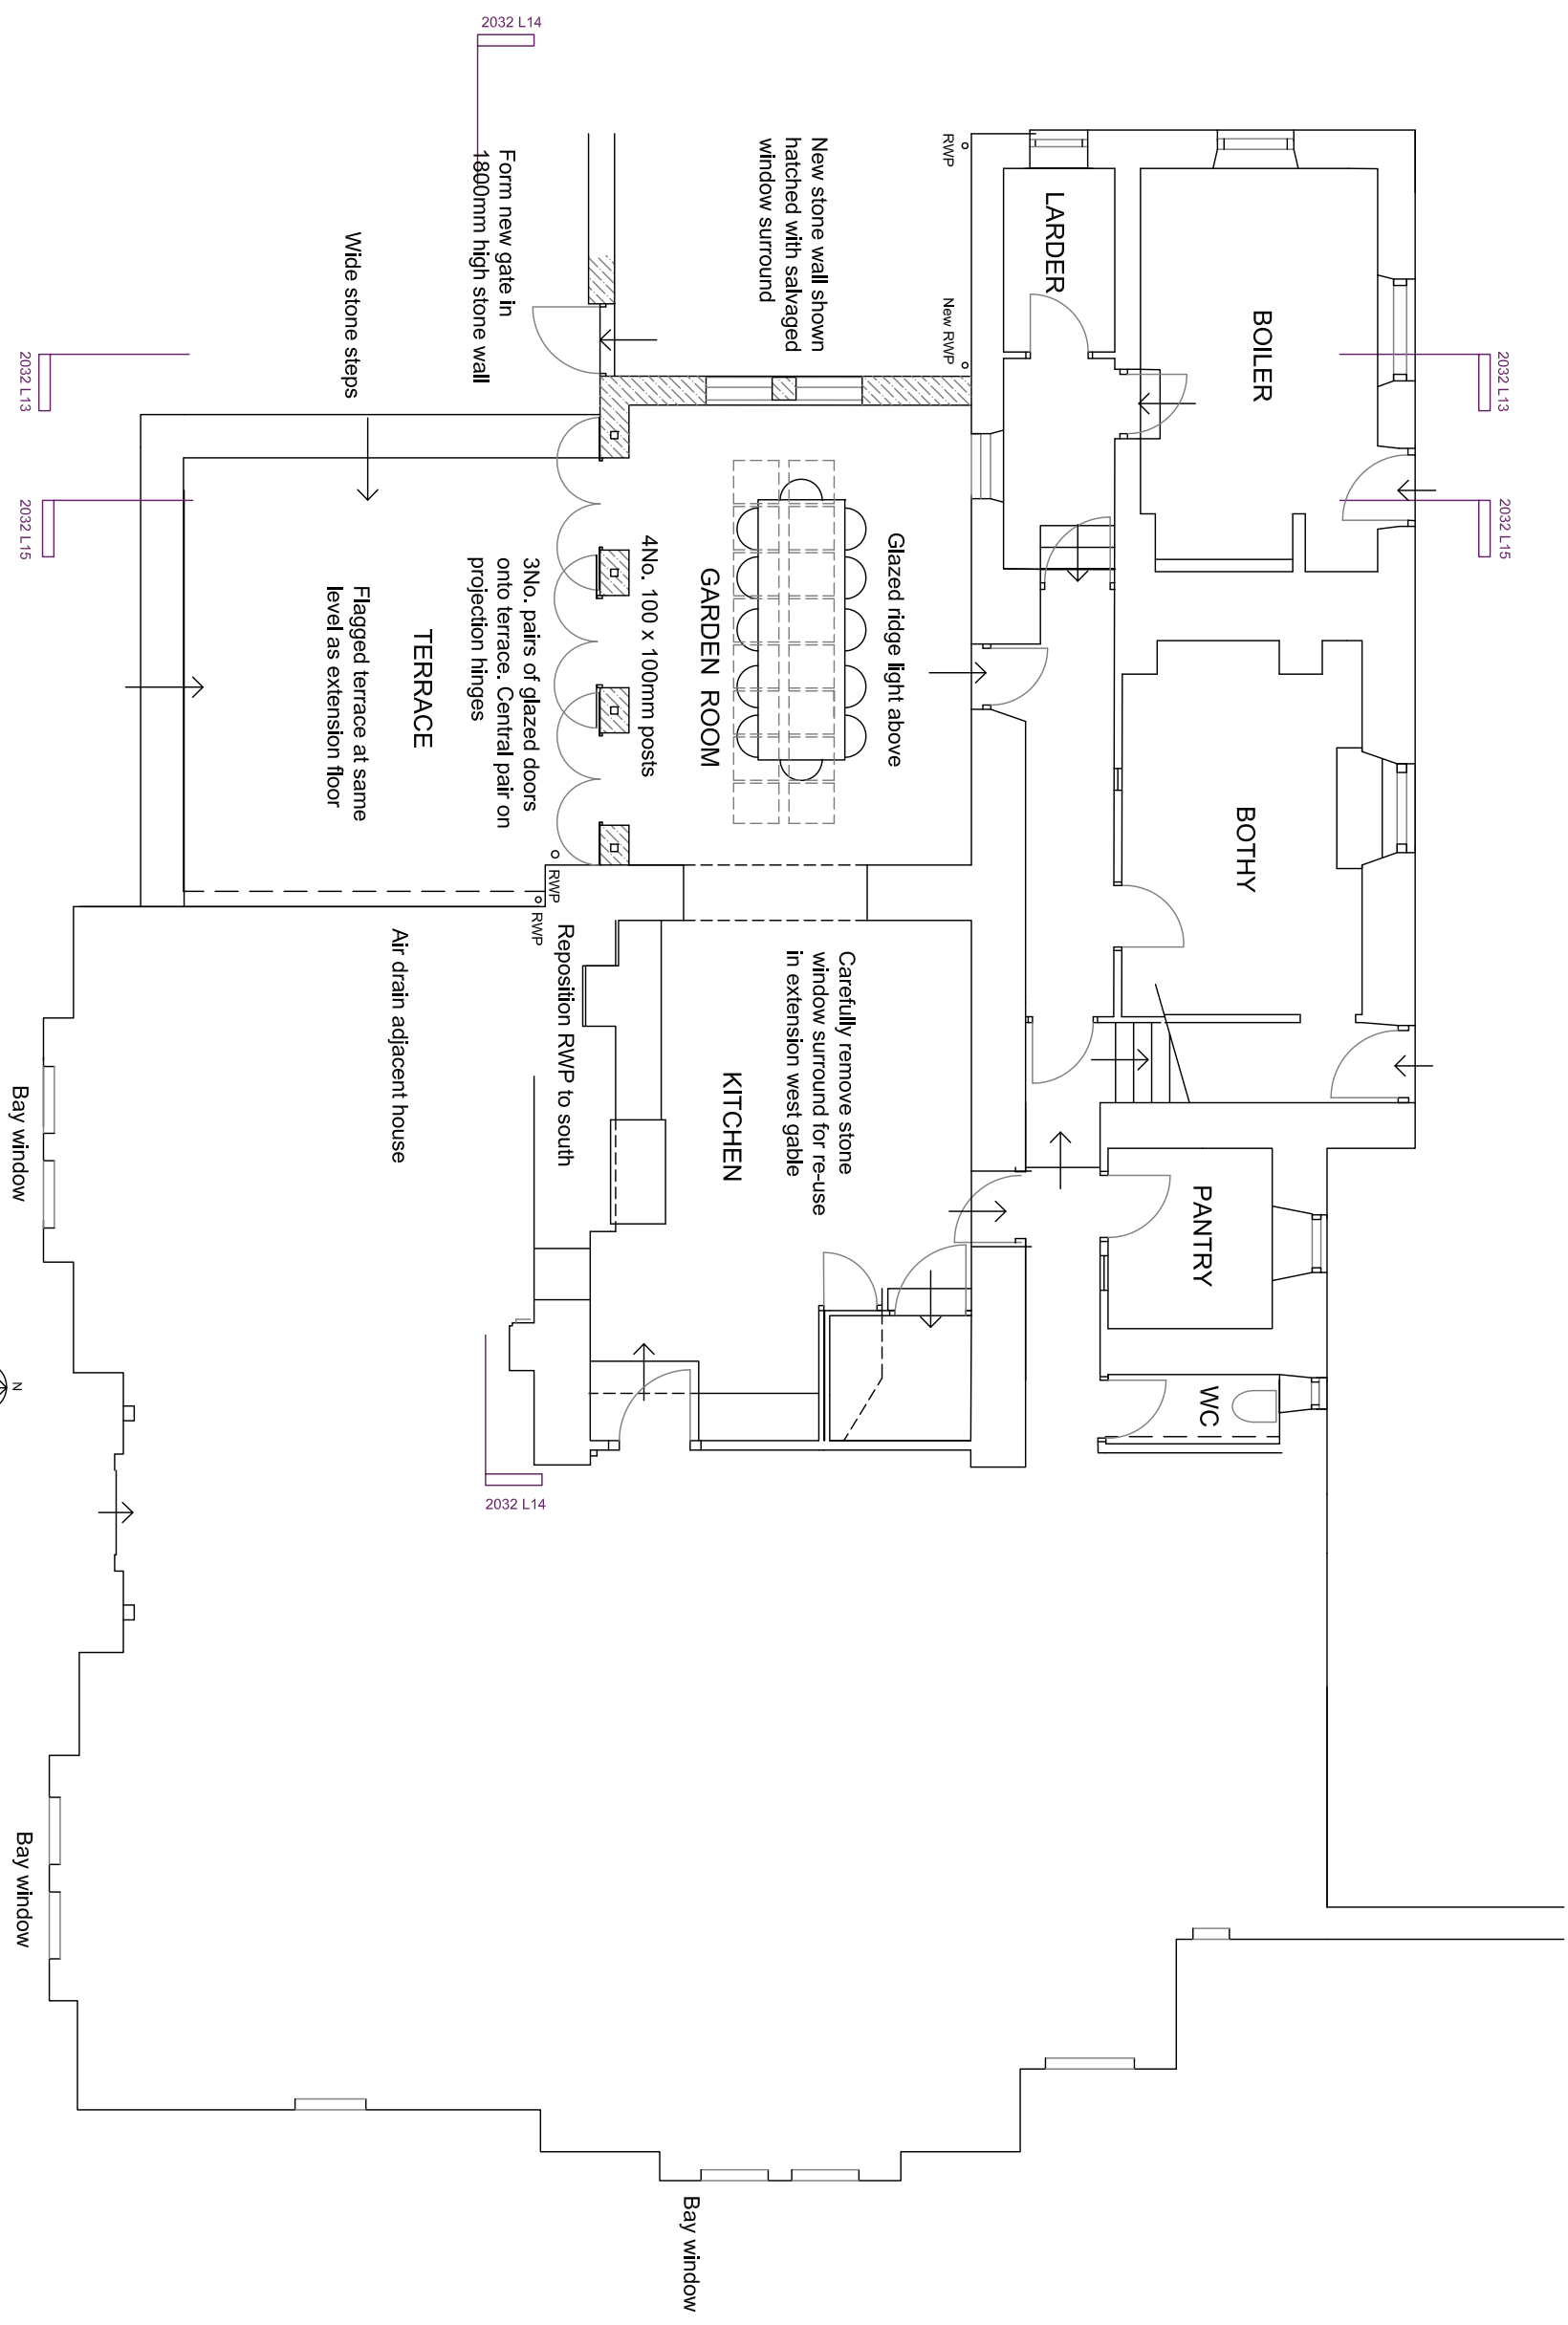 2032 L13
2032 L15
BOILER
BOTHY
PANTRY
WC
LARDER
RWP
New RWP
New stone wall shown
hatched with salvaged
window surround
Glazed ridge light above
GARDEN ROOM
4No. 100 x 100mm posts
Carefully remove stone
window surround for re-use
in extension west gable
KITCHEN
2032 L14
Form new gate in
1800mm high stone wall
3No. pairs of glazed doors
onto terrace. Central pair on
projection hinges
RWP
RWP
Reposition RWP to south
2032 L14
Wide stone steps
TERRACE
Flagged terrace at same
level as extension floor
Air drain adjacent house
2032 L13
2032 L15
Bay window
N
Bay window
Bay window